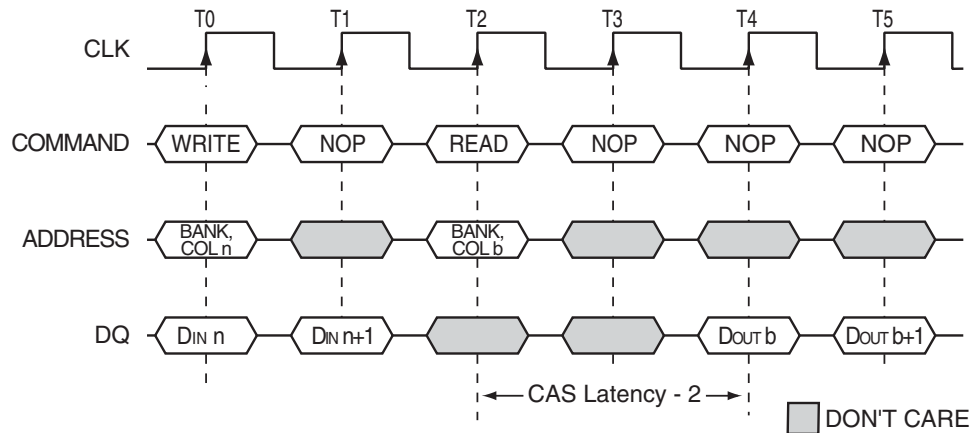 T0 T1 T2 T3 T4 T5
CLK
COMMAND WRITE NOP READ NOP NOP NOP
ADDRESS BANK, COL n BANK, COL b
DQ DIN n DIN n+1 DOUT b DOUT b+1
CAS Latency - 2
DON'T CARE